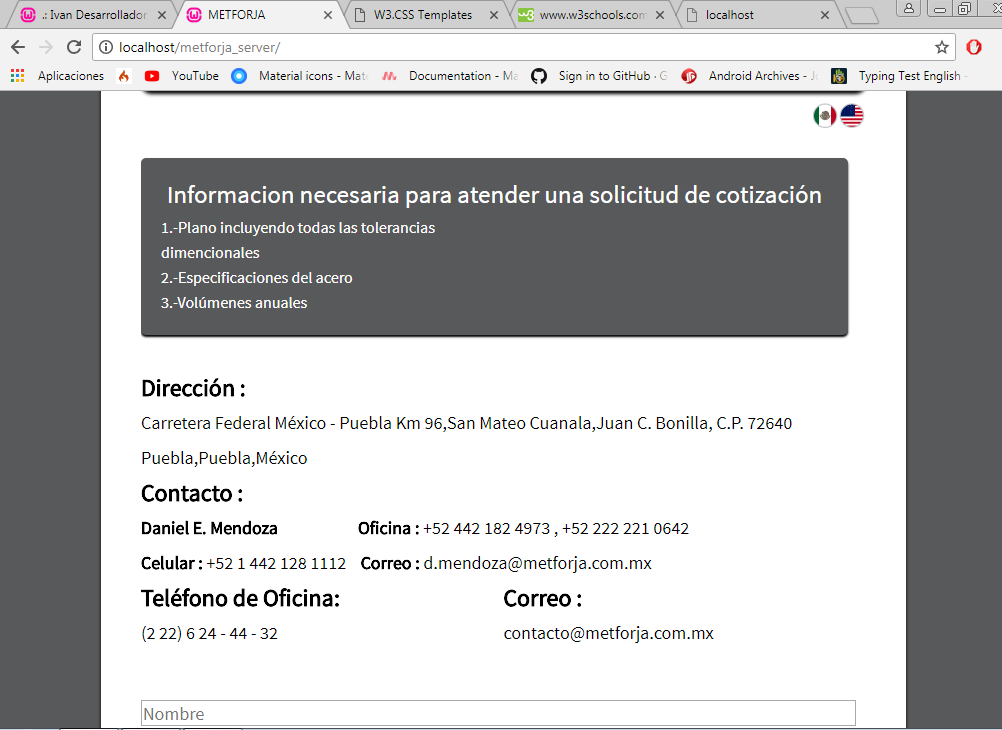 .: Ivan Desarrollador
METFORJA
W3.CSS Templates
www.w3schools.com
localhost
localhost/metforja_server/
Aplicaciones
YouTube
Material icons - Mat
Documentation - Ma
Sign in to GitHub · G
Android Archives - J
Typing Test English -
Informacion necesaria para atender una solicitud de cotización
1.-Plano incluyendo todas las tolerancias
dimencionales
2.-Especificaciones del acero
3.-Volúmenes anuales
Dirección :
Carretera Federal México - Puebla Km 96,San Mateo Cuanala,Juan C. Bonilla, C.P. 72640
Puebla,Puebla,México
Contacto :
Daniel E. Mendoza Oficina : +52 442 182 4973 , +52 222 221 0642
Celular : +52 1 442 128 1112 Correo : d.mendoza@metforja.com.mx
Teléfono de Oficina: Correo :
(2 22) 6 24 - 44 - 32 contacto@metforja.com.mx
Nombre